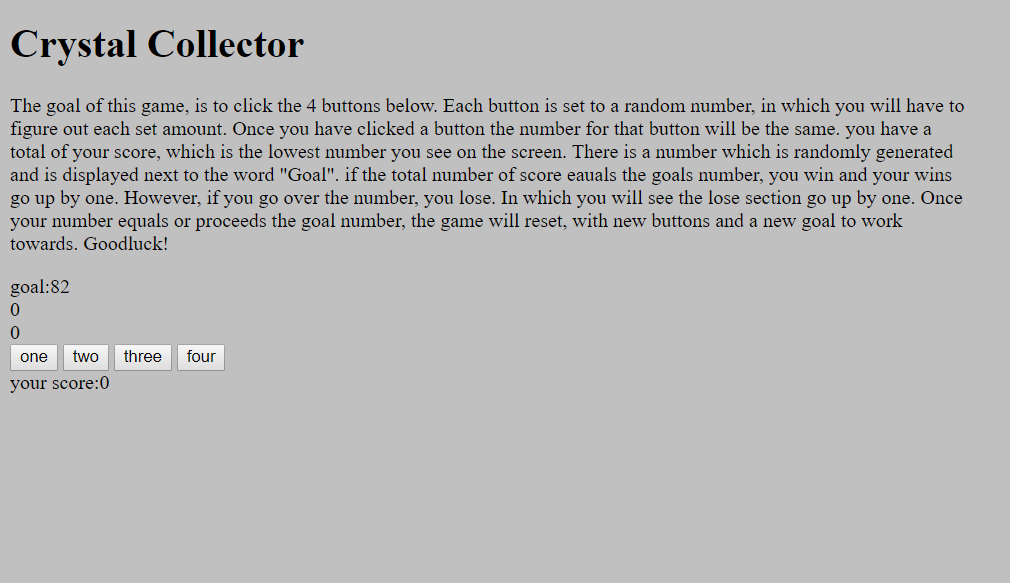 Crystal Collector
The goal of this game, is to click the 4 buttons below. Each button is set to a random number, in which you will have to
figure out each set amount. Once you have clicked a button the number for that button will be the same. you have a
total of your score, which is the lowest number you see on the screen. There is a number which is randomly generated
and is displayed next to the word "Goal". if the total number of score eauals the goals number, you win and your wins
go up by one. However, if you go over the number, you lose. In which you will see the lose section go up by one. Once
your number equals or proceeds the goal number, the game will reset, with new buttons and a new goal to work
towards. Goodluck!
goal:82
0
0
one two three four
your score:0